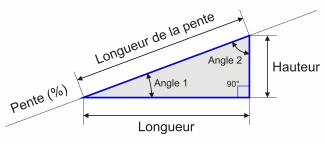 Longueur de la pente
Angle 2
Hauteur
Pente (%)
Angle 1
90°
Longueur